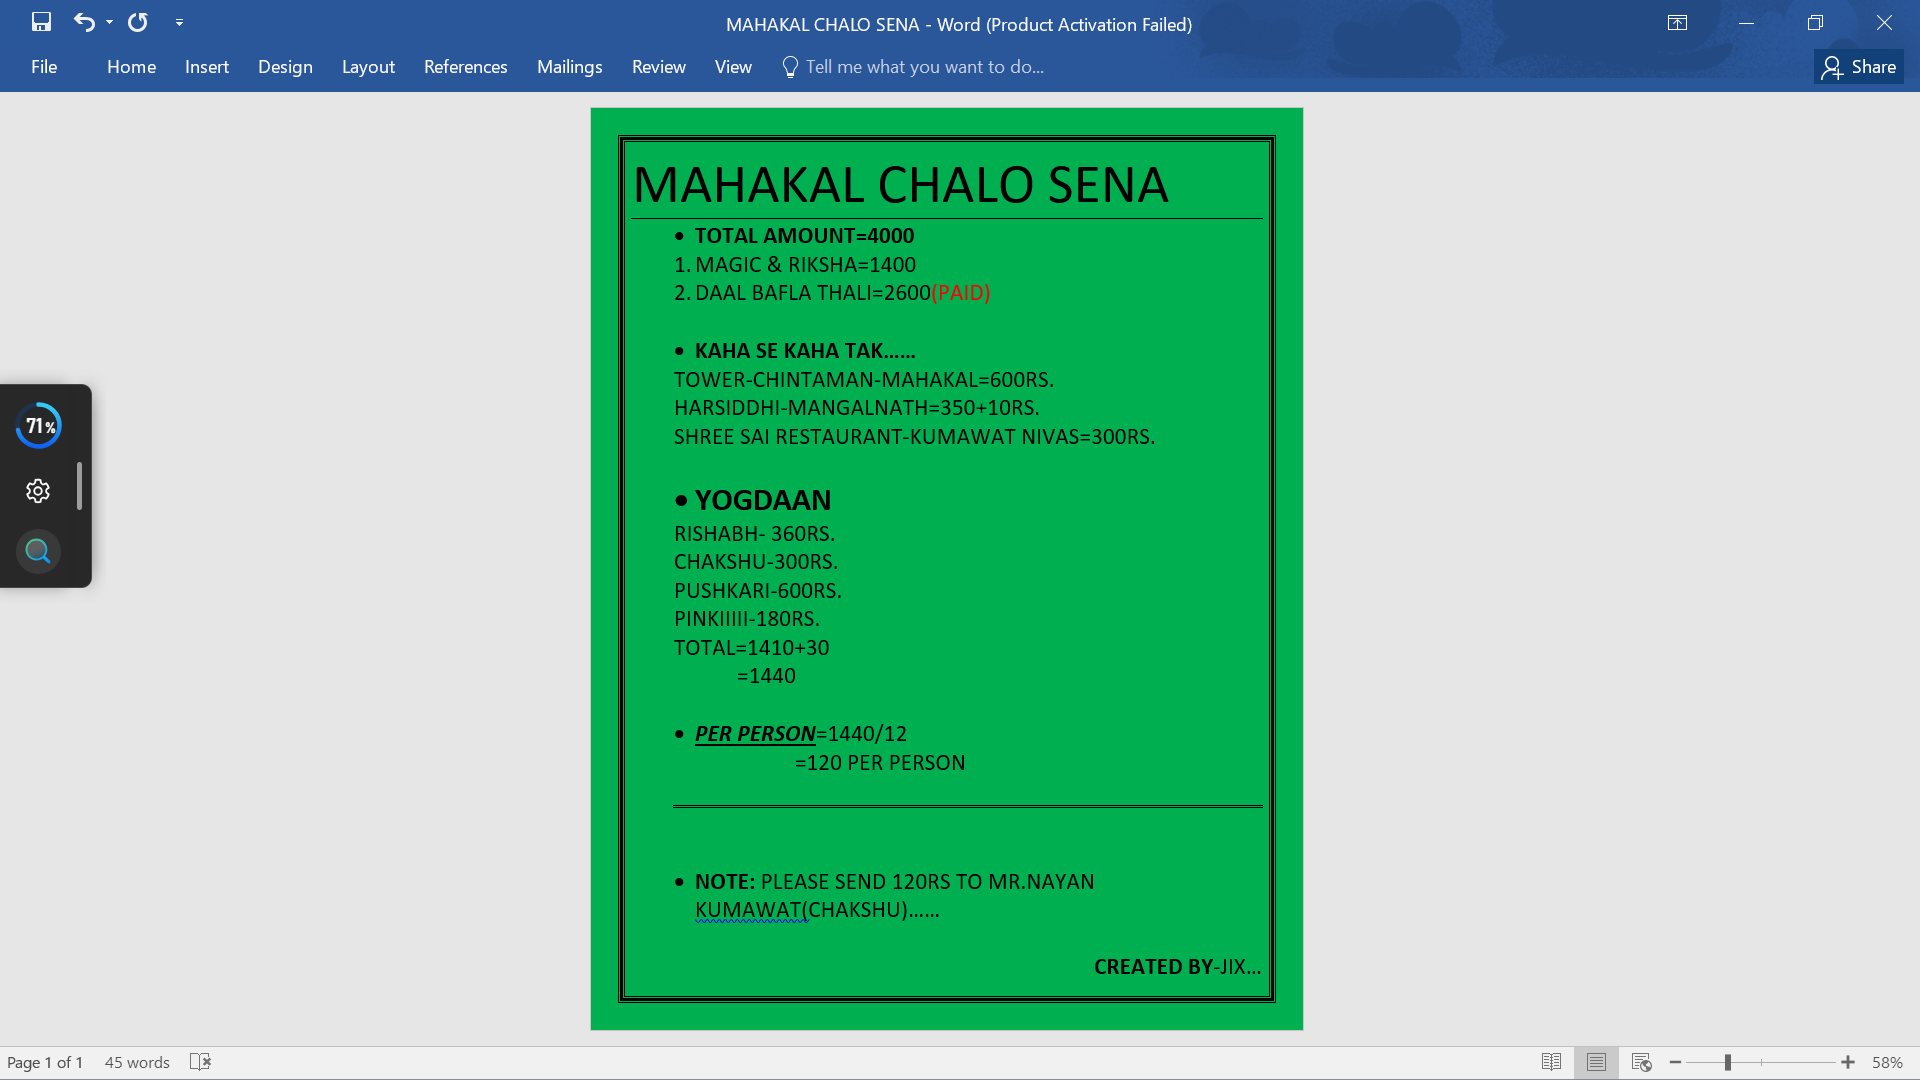 MAHAKAL CHALO SENA - Word (Product Activation Failed)
File Home Insert Design Layout References Mailings Review View Tell me what you want to do... Share
MAHAKAL CHALO SENA
• TOTAL AMOUNT=4000
1. MAGIC & RIKSHA=1400
2. DAAL BAFLA THALI=2600(PAID)
• KAHA SE KAHA TAK......
TOWER-CHINTAMAN-MAHAKAL=600RS.
HARSIDDHI-MANGALNATH=350+10RS.
SHREE SAI RESTAURANT-KUMAWAT NIVAS=300RS.
71%
• YOGDAAN
RISHABH- 360RS.
CHAKSHU-300RS.
PUSHKARI-600RS.
PINKIIIII-180RS.
TOTAL=1410+30
=1440
• PER PERSON=1440/12
=120 PER PERSON
• NOTE: PLEASE SEND 120RS TO MR.NAYAN
KUMAWAT(CHAKSHU)......
CREATED BY-JIX...
Page 1 of 1 45 words 58%